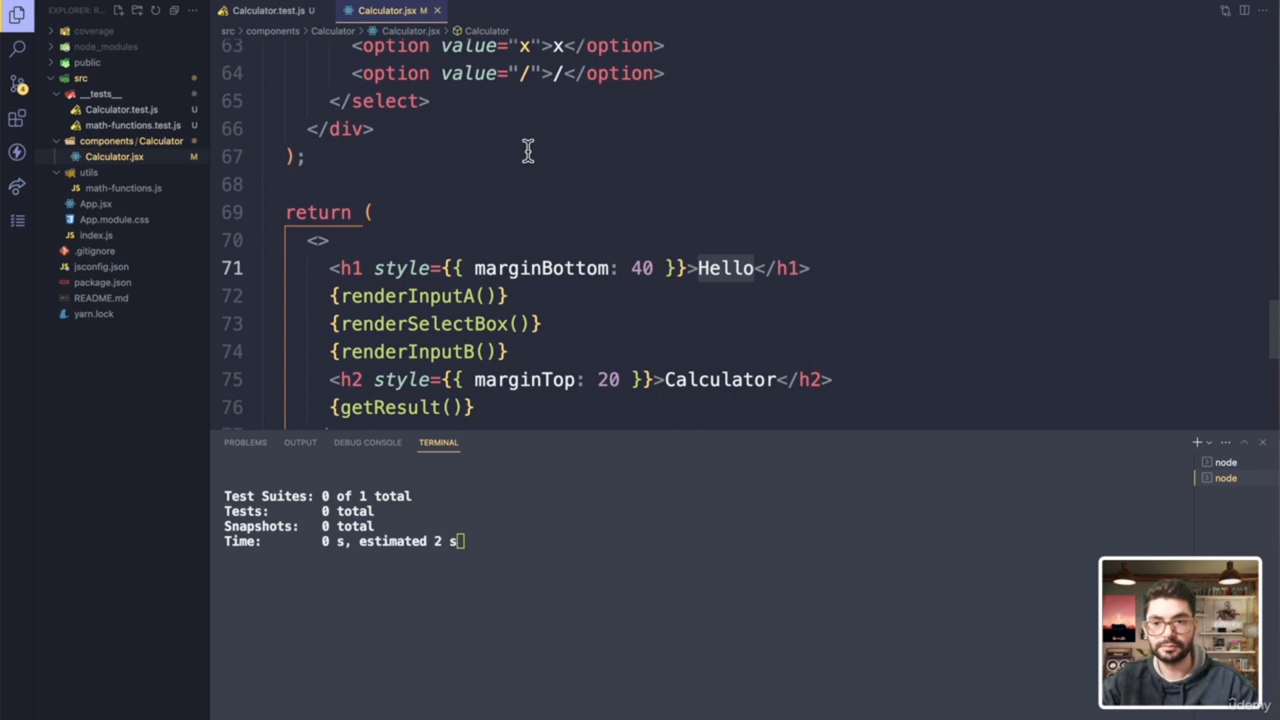 EXPLORER: R...
Calculator.test.js U
Calculator.jsx M
src > components > Calculator > Calculator.jsx > Calculator
coverage
node_modules
public
src
__tests__
Calculator.test.js U
math-functions.test.js U
components / Calculator
Calculator.jsx M
utils
math-functions.js
App.jsx
App.module.css
index.js
.gitignore
jsconfig.json
package.json
README.md
yarn.lock
4
63 <option value="x">x</option>
64 <option value="/">/</option>
65 </select>
66 </div>
67 );
68
69 return (
70 <>
71 <h1 style={{ marginBottom: 40 }}>Hello</h1>
72 {renderInputA()}
73 {renderSelectBox()}
74 {renderInputB()}
75 <h2 style={{ marginTop: 20 }}>Calculator</h2>
76 {getResult()}
PROBLEMS OUTPUT DEBUG CONSOLE TERMINAL
node
node
Test Suites: 0 of 1 total
Tests: 0 total
Snapshots: 0 total
Time: 0 s, estimated 2 s
ûdemy